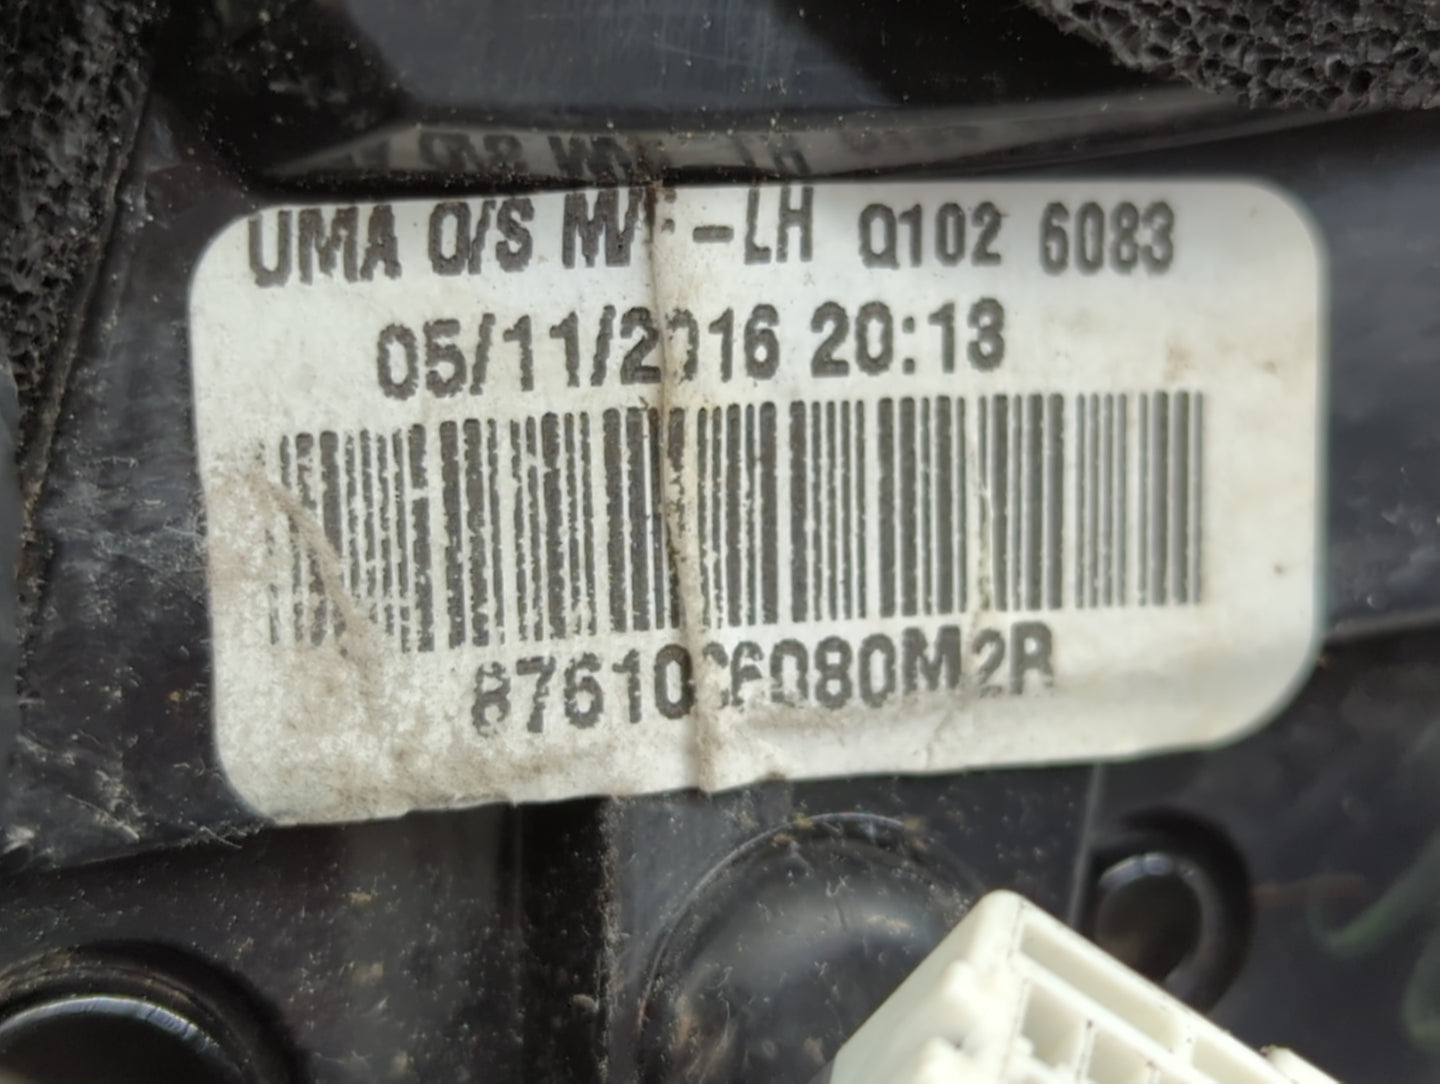 UMA O/S M/F -LH Q102 6083
05/11/2016 20:13
87610C6080M2R